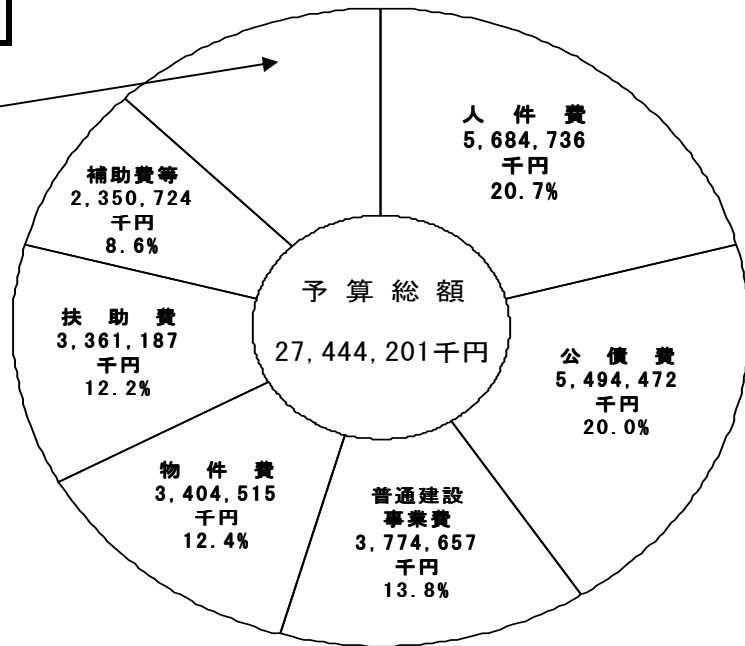 人件費
5,684,736
千円
20.7%
公債費
5,494,472
千円
20.0%
普通建設
事業費
3,774,657
千円
13.8%
物件費
3,404,515
千円
12.4%
扶助費
3,361,187
千円
12.2%
補助費等
2,350,724
千円
8.6%
予算総額
27,444,201千円